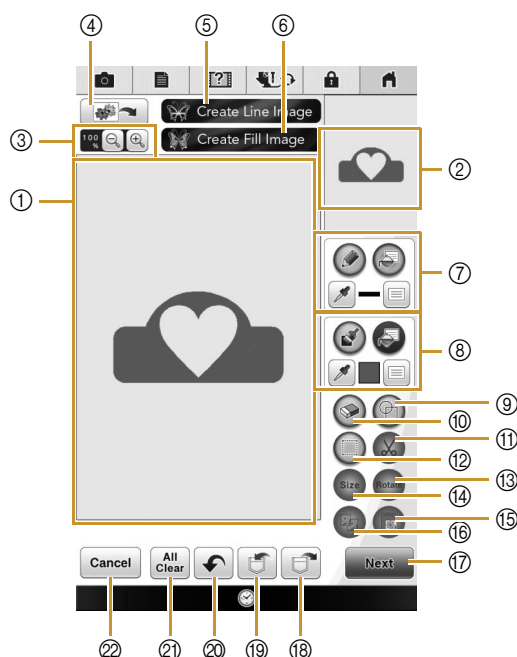 ④ ⑤ ⑥
?
Create Line Image
③ 100 % Create Fill Image
②
①
⑦
⑧
⑨
⑩
⑪
⑫
Size Rotate ⑬
⑭
⑮
⑯
Cancel All Clear Next ⑰
㉒ ㉑ ⑳ ⑲ ⑱